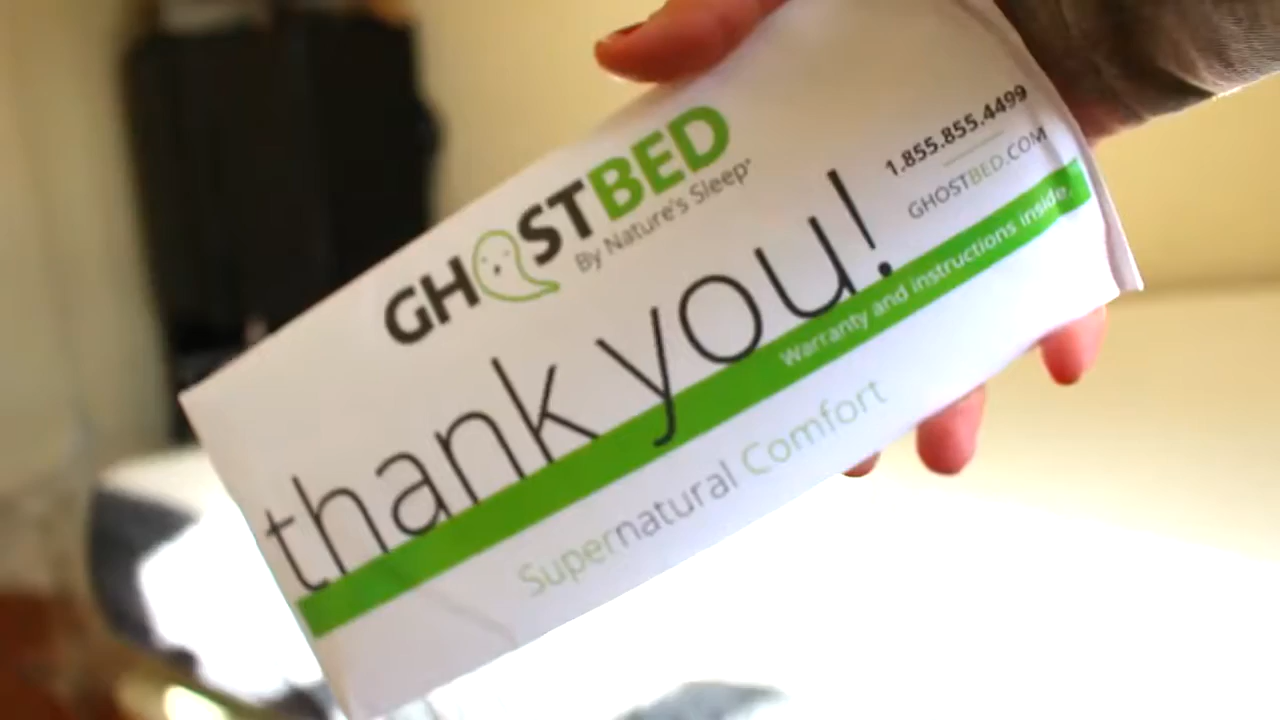 GHOSTBED
By Nature's Sleep®
1.855.855.4499
GHOSTBED.COM
thank you!
Warranty and instructions inside.
Supernatural Comfort